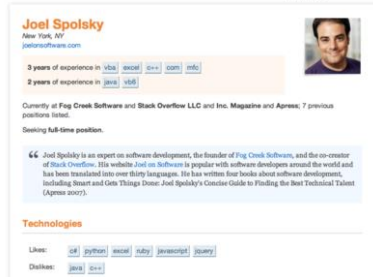 Joel Spolsky
New York, NY
joelonsoftware.com
3 years of experience in vba excel c++ com mfc
2 years of experience in java vb6
Currently at Fog Creek Software and Stack Overflow LLC and Inc. Magazine and Apress; 7 previous
positions listed.
Seeking full-time position.
“ Joel Spolsky is an expert on software development, the founder of Fog Creek Software, and the co-creator
of Stack Overflow. His website Joel on Software is popular with software developers around the world and
has been translated into over thirty languages. He has written four books about software development,
including Smart and Gets Things Done: Joel Spolsky's Concise Guide to Finding the Best Technical Talent
(Apress 2007).
Technologies
Likes: c# python excel ruby javascript jquery
Dislikes: java c++